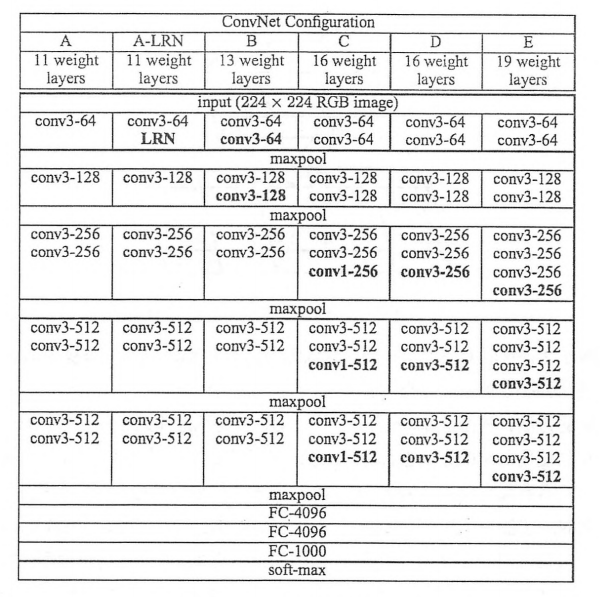 ConvNet Configuration
A A-LRN B C D E
11 weight 11 weight 13 weight 16 weight 16 weight 19 weight
layers layers layers layers layers layers
input (224 × 224 RGB image)
conv3-64 conv3-64 conv3-64 conv3-64 conv3-64 conv3-64
LRN conv3-64 conv3-64 conv3-64 conv3-64
maxpool
conv3-128 conv3-128 conv3-128 conv3-128 conv3-128 conv3-128
conv3-128 conv3-128 conv3-128 conv3-128
maxpool
conv3-256 conv3-256 conv3-256 conv3-256 conv3-256 conv3-256
conv3-256 conv3-256 conv3-256 conv3-256 conv3-256 conv3-256
conv1-256 conv3-256 conv3-256
conv3-256
maxpool
conv3-512 conv3-512 conv3-512 conv3-512 conv3-512 conv3-512
conv3-512 conv3-512 conv3-512 conv3-512 conv3-512 conv3-512
conv1-512 conv3-512 conv3-512
conv3-512
maxpool
conv3-512 conv3-512 conv3-512 conv3-512 conv3-512 conv3-512
conv3-512 conv3-512 conv3-512 conv3-512 conv3-512 conv3-512
conv1-512 conv3-512 conv3-512
conv3-512
maxpool
FC-4096
FC-4096
FC-1000
soft-max